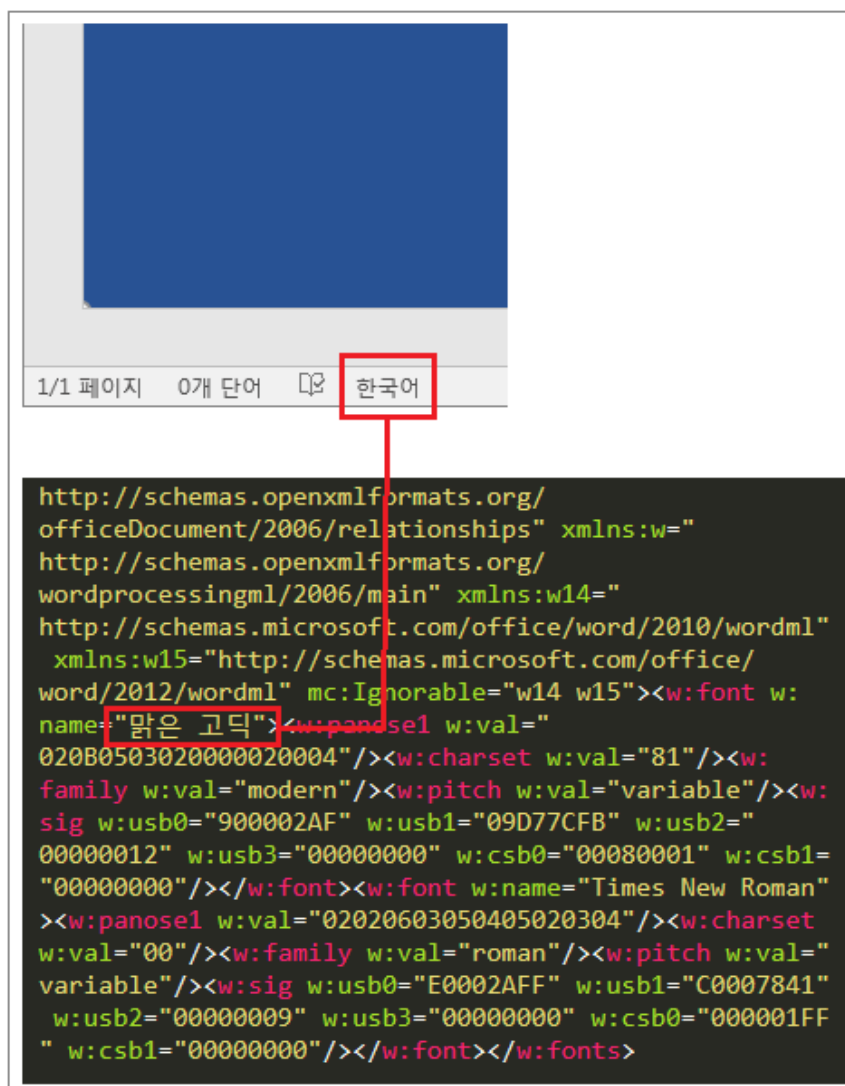 1/1 페이지 0개 단어 한국어
http://schemas.openxmlformats.org/
officeDocument/2006/relationships" xmlns:w="
http://schemas.openxmlformats.org/
wordprocessingml/2006/main" xmlns:w14="
http://schemas.microsoft.com/office/word/2010/wordml"
xmlns:w15="http://schemas.microsoft.com/office/
word/2012/wordml" mc:Ignorable="w14 w15"><w:font w:
name="맑은 고딕"><w:panose1 w:val="
020B0503020000020004"/><w:charset w:val="81"/><w:
family w:val="modern"/><w:pitch w:val="variable"/><w:
sig w:usb0="900002AF" w:usb1="09D77CFB" w:usb2="
00000012" w:usb3="00000000" w:csb0="00080001" w:csb1=
"00000000"/></w:font><w:font w:name="Times New Roman"
><w:panose1 w:val="02020603050405020304"/><w:charset
w:val="00"/><w:family w:val="roman"/><w:pitch w:val="
variable"/><w:sig w:usb0="E0002AFF" w:usb1="C0007841"
w:usb2="00000009" w:usb3="00000000" w:csb0="000001FF
" w:csb1="00000000"/></w:font></w:fonts>